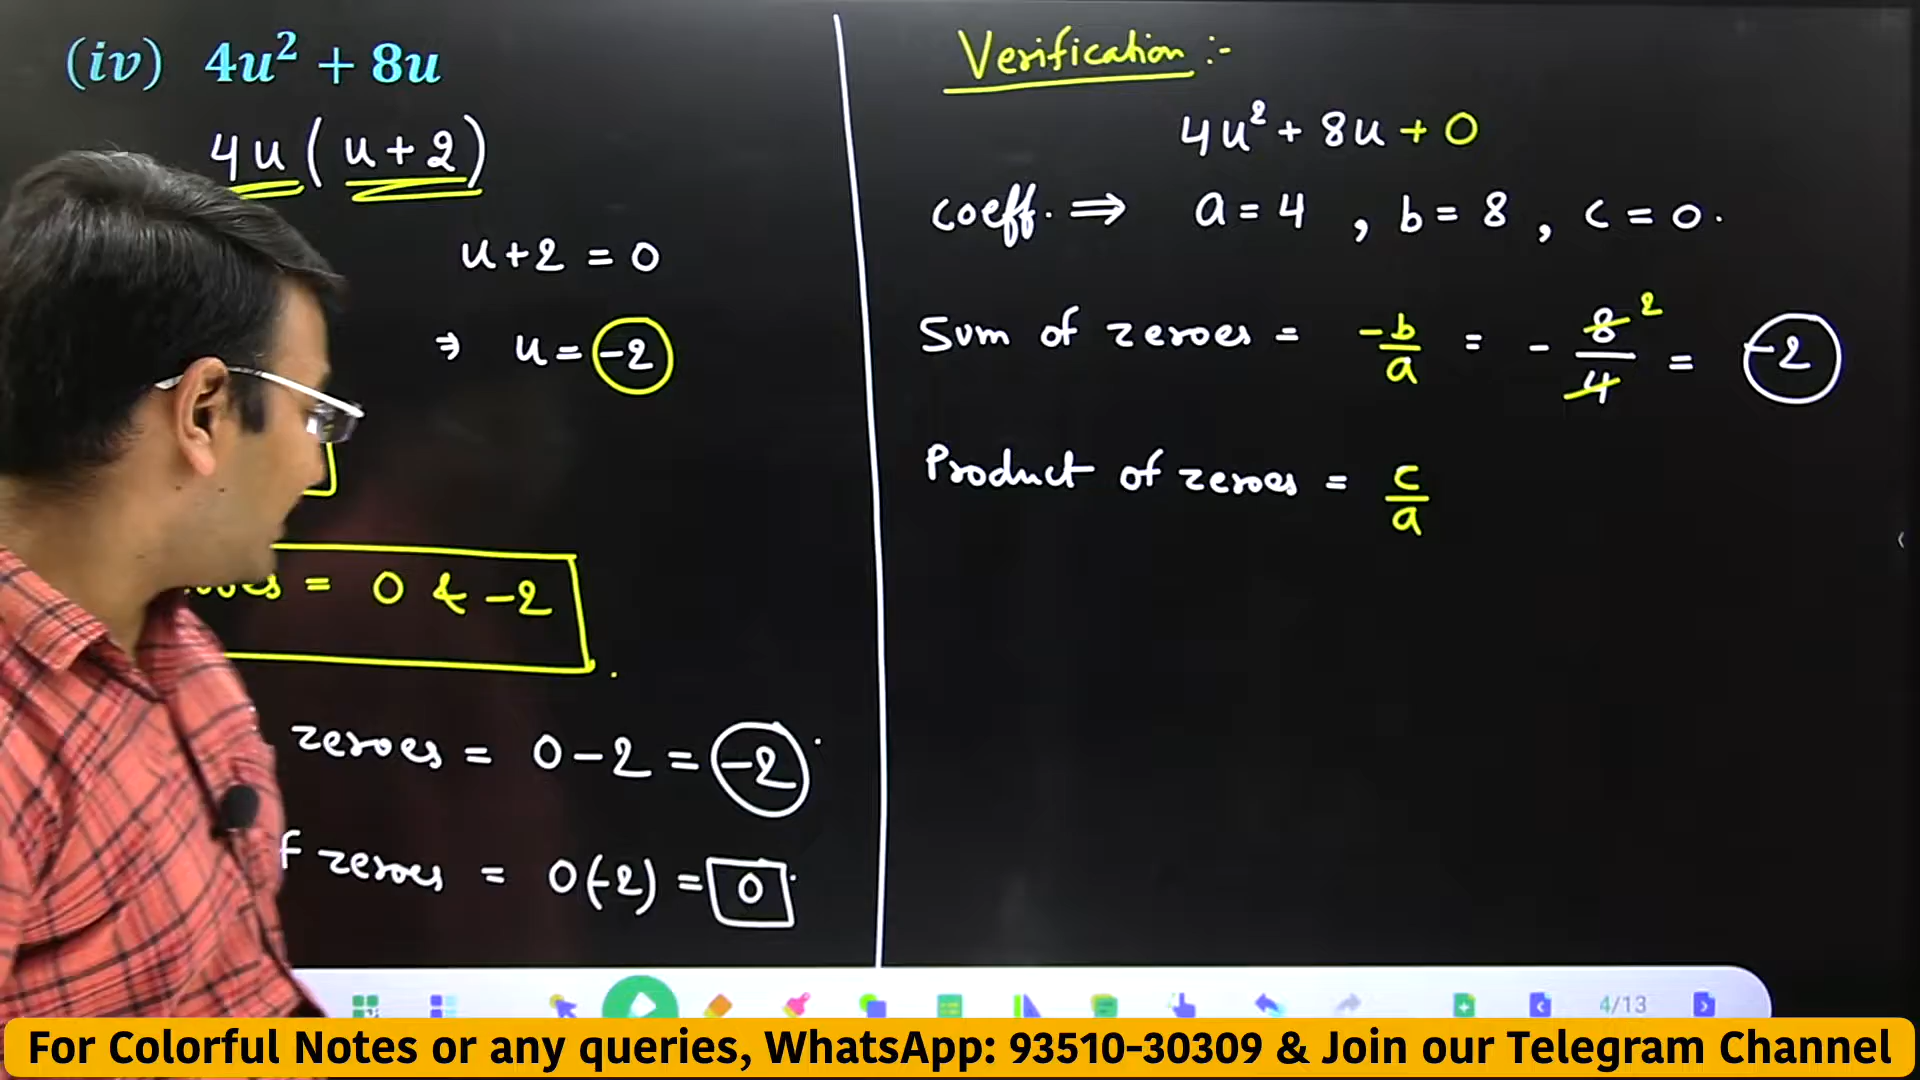 (iv) 4u² + 8u
4u (u+2)
u+2 = 0
⇒ u = -2
= 0 & -2
zeroes = 0-2 = -2
f zeroes = 0(-2) = 0
Verification :-
4u² + 8u + 0
coeff. ⇒ a = 4 , b = 8 , c = 0.
Sum of zeroes = -b/a = - 8/4 2 = -2
Product of zeroes = c/a
4/13
For Colorful Notes or any queries, WhatsApp: 93510-30309 & Join our Telegram Channel